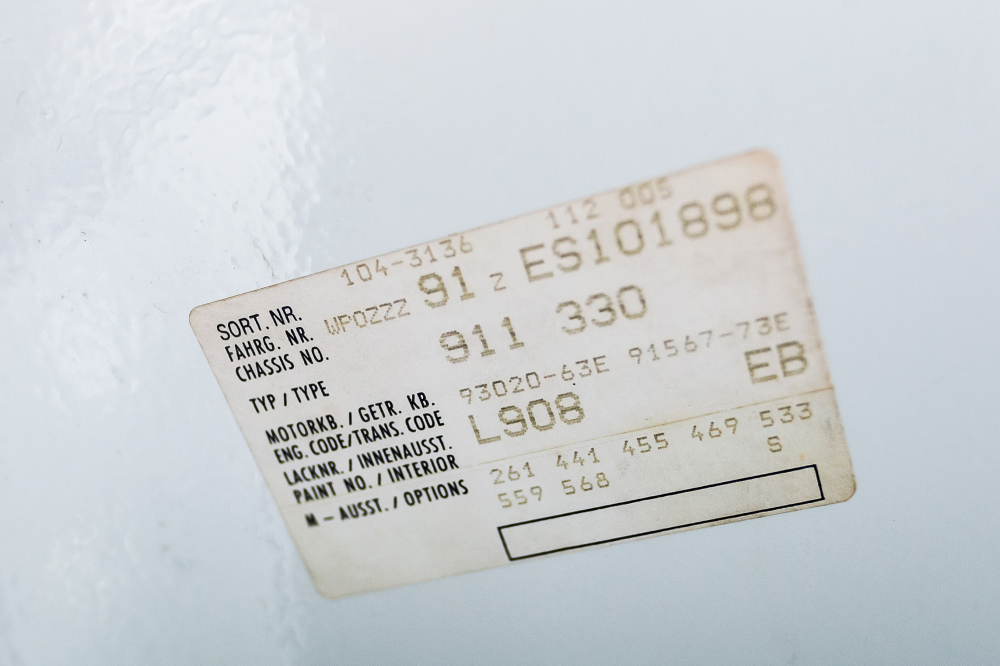 SORT. NR. 104-3136 112 005
FAHRG. NR. WPOZZZ 91 Z ES101898
CHASSIS NO.
TYP / TYPE 911 330
MOTORKB. / GETR. KB. 93020-63E 91567-73E
ENG. CODE/TRANS. CODE
LACKNR. / INNENAUSST. L908 EB
PAINT NO. / INTERIOR
M - AUSST. / OPTIONS 261 441 455 469 533
559 568 S